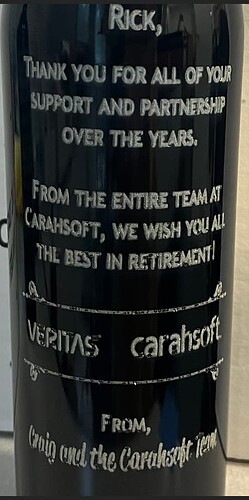 RICK,
THANK YOU FOR ALL OF YOUR
SUPPORT AND PARTNERSHIP
OVER THE YEARS.
FROM THE ENTIRE TEAM AT
CARAHSOFT, WE WISH YOU ALL
THE BEST IN RETIREMENT!
VERITAS carahsoft.
FROM,
Craig and the Carahsoft Team